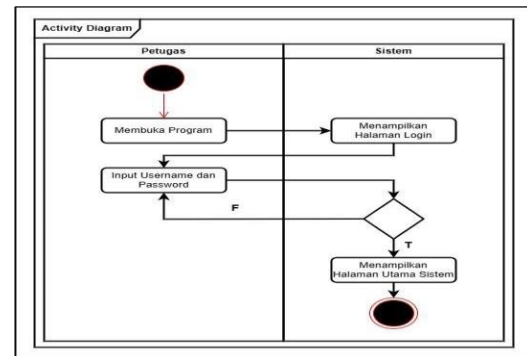 Activity Diagram
Petugas
Sistem
Membuka Program
Menampilkan
Halaman Login
Input Username dan
Password
F
T
Menampilkan
Halaman Utama Sistem